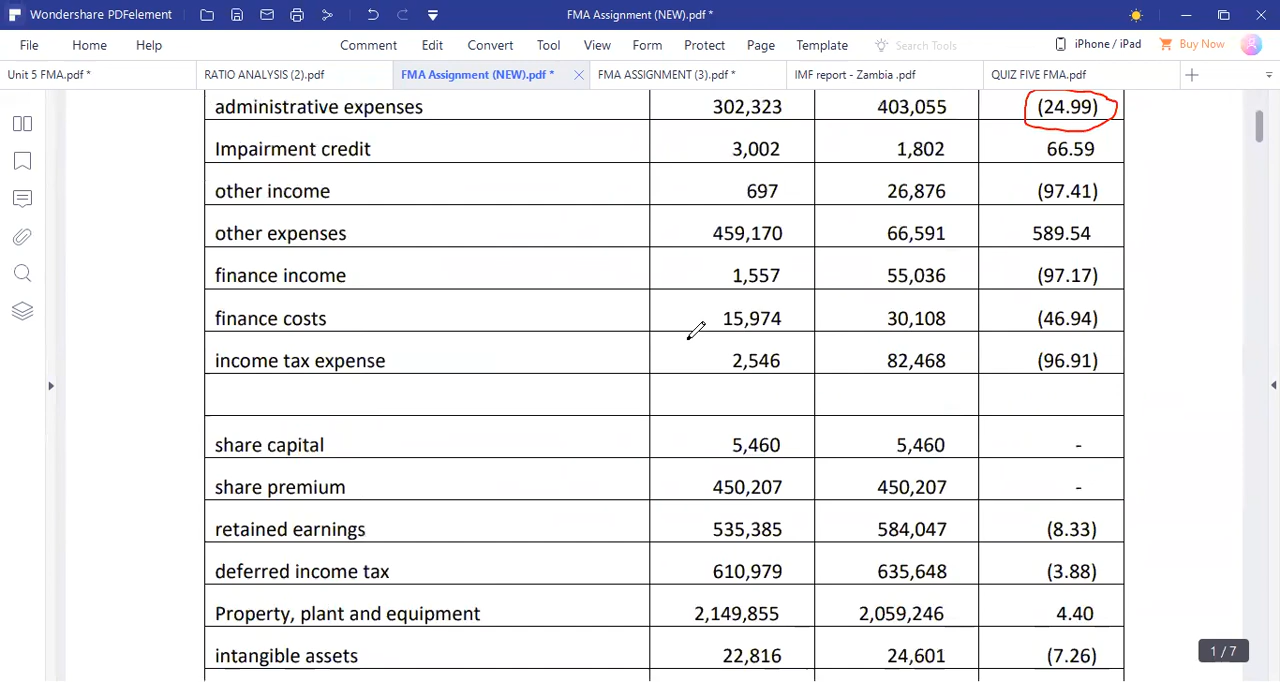 Wondershare PDFelement FMA Assignment (NEW).pdf *
File Home Help Comment Edit Convert Tool View Form Protect Page Template Search Tools iPhone / iPad Buy Now
Unit 5 FMA.pdf * RATIO ANALYSIS (2).pdf FMA Assignment (NEW).pdf * FMA ASSIGNMENT (3).pdf * IMF report - Zambia .pdf QUIZ FIVE FMA.pdf
administrative expenses 302,323 403,055 (24.99)
Impairment credit 3,002 1,802 66.59
other income 697 26,876 (97.41)
other expenses 459,170 66,591 589.54
finance income 1,557 55,036 (97.17)
finance costs 15,974 30,108 (46.94)
income tax expense 2,546 82,468 (96.91)
share capital 5,460 5,460 -
share premium 450,207 450,207 -
retained earnings 535,385 584,047 (8.33)
deferred income tax 610,979 635,648 (3.88)
Property, plant and equipment 2,149,855 2,059,246 4.40
intangible assets 22,816 24,601 (7.26)
1 / 7